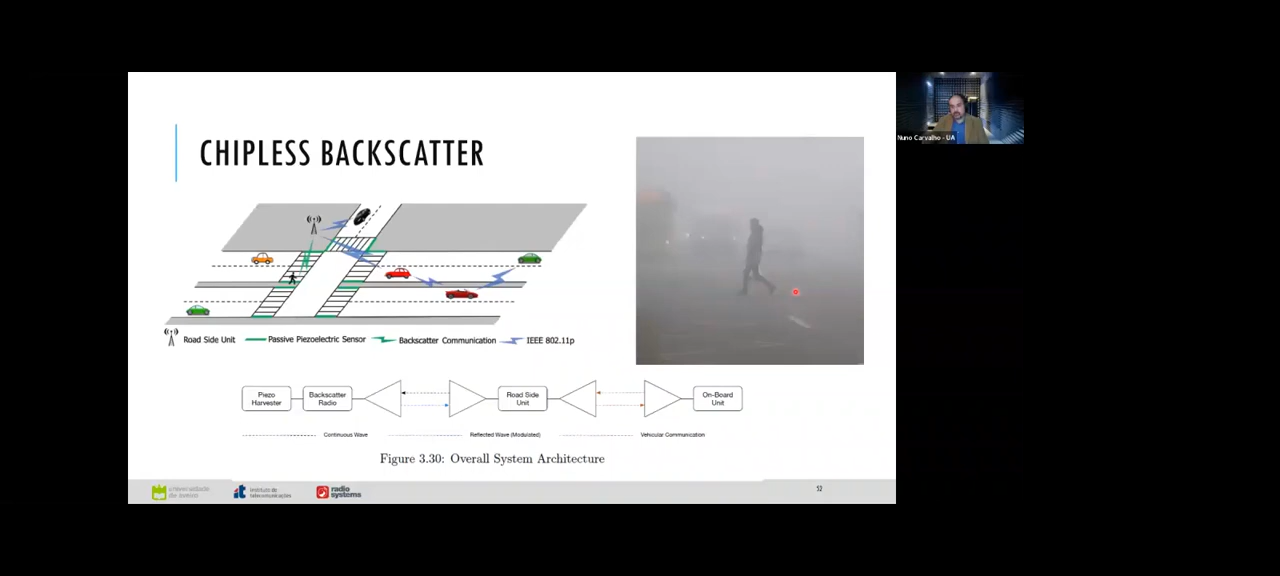 CHIPLESS BACKSCATTER
Nuno Carvalho - UA
Road Side Unit
Passive Piezoelectric Sensor
Backscatter Communication
IEEE 802.11p
Piezo
Harvester
Backscatter
Radio
Road Side
Unit
On-Board
Unit
Continuous Wave
Reflected Wave (Modulated)
Vehicular Communication
Figure 3.30: Overall System Architecture
universidade
de aveiro
instituto de
telecomunicações
radio
systems
52